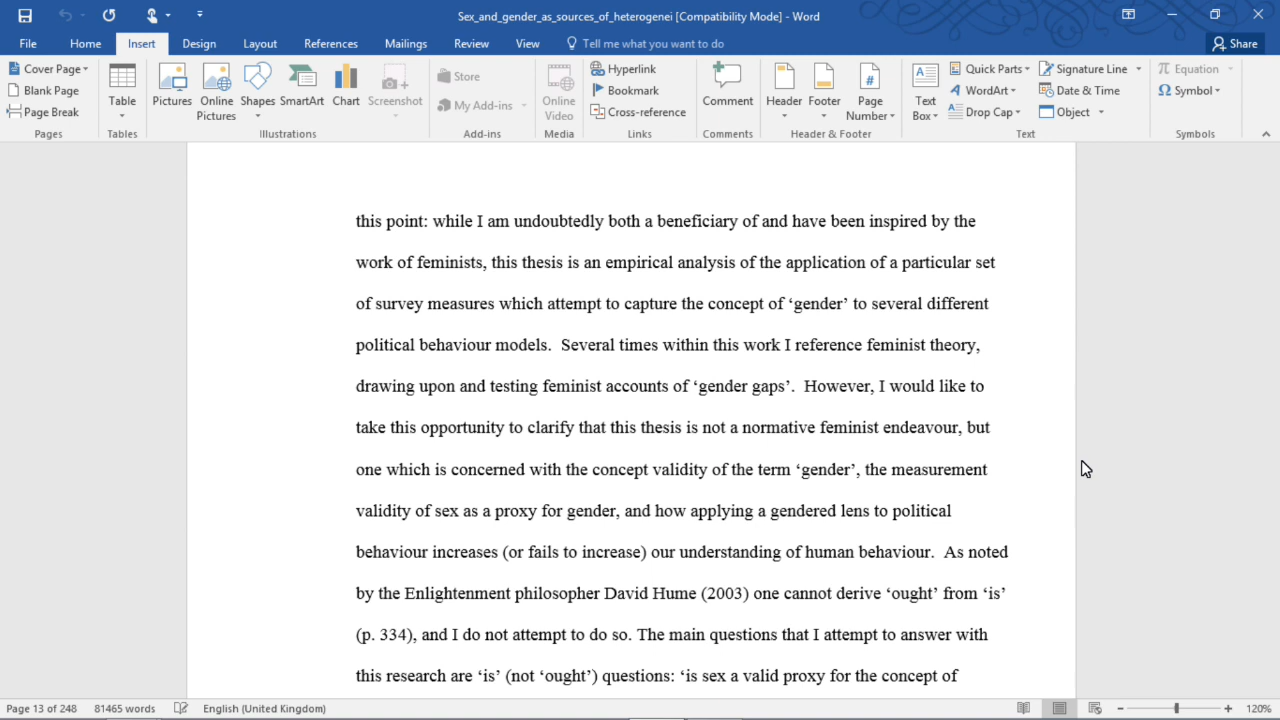 Sex_and_gender_as_sources_of_heterogenei [Compatibility Mode] - Word
File Home Insert Design Layout References Mailings Review View Tell me what you want to do Share
Cover Page
Blank Page
Page Break
Pages
Table
Tables
Pictures
Online Pictures
Shapes
SmartArt
Chart
Screenshot
Illustrations
Store
My Add-ins
Add-ins
Online Video
Media
Hyperlink
Bookmark
Cross-reference
Links
Comment
Comments
Header
Footer
Page Number
Header & Footer
Text Box
Quick Parts
WordArt
Drop Cap
Signature Line
Date & Time
Object
Text
Equation
Symbol
Symbols
this point: while I am undoubtedly both a beneficiary of and have been inspired by the
work of feminists, this thesis is an empirical analysis of the application of a particular set
of survey measures which attempt to capture the concept of ‘gender’ to several different
political behaviour models.  Several times within this work I reference feminist theory,
drawing upon and testing feminist accounts of ‘gender gaps’.  However, I would like to
take this opportunity to clarify that this thesis is not a normative feminist endeavour, but
one which is concerned with the concept validity of the term ‘gender’, the measurement
validity of sex as a proxy for gender, and how applying a gendered lens to political
behaviour increases (or fails to increase) our understanding of human behaviour.  As noted
by the Enlightenment philosopher David Hume (2003) one cannot derive ‘ought’ from ‘is’
(p. 334), and I do not attempt to do so. The main questions that I attempt to answer with
this research are ‘is’ (not ‘ought’) questions: ‘is sex a valid proxy for the concept of
Page 13 of 248 81465 words English (United Kingdom) 120%